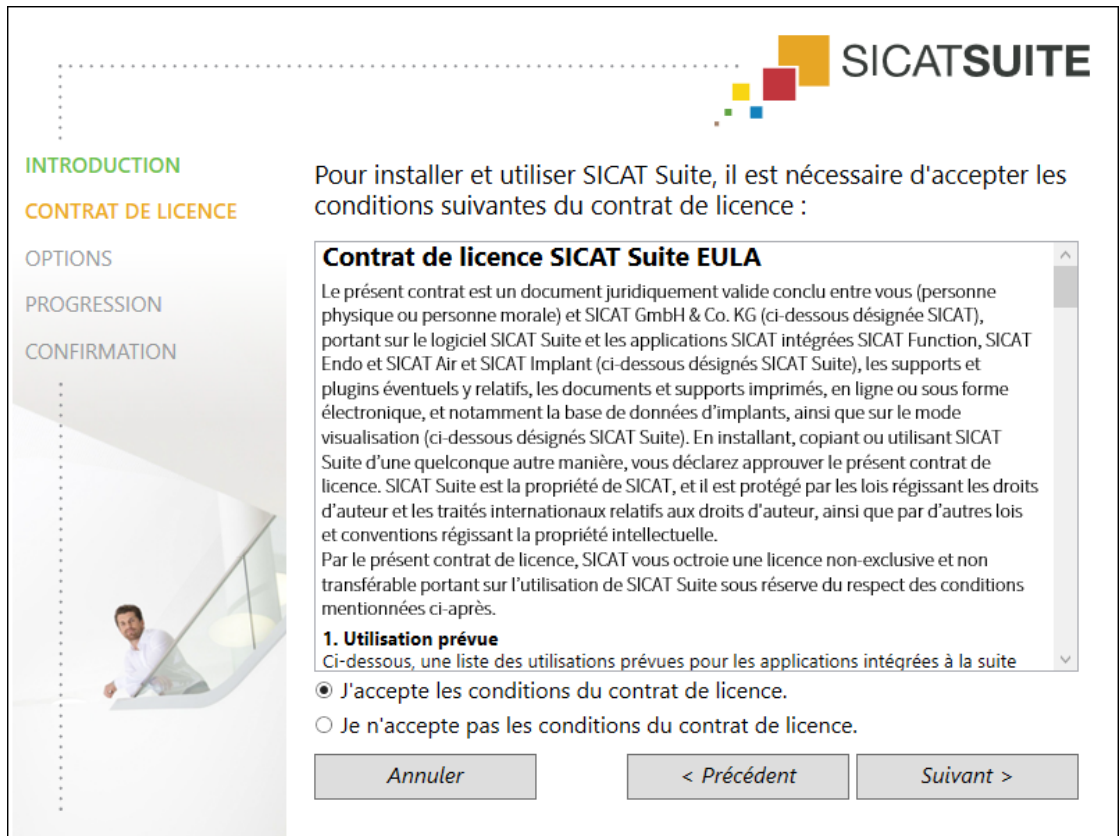 SICATSUITE
INTRODUCTION
CONTRAT DE LICENCE
OPTIONS
PROGRESSION
CONFIRMATION
Pour installer et utiliser SICAT Suite, il est nécessaire d'accepter les
conditions suivantes du contrat de licence :
Contrat de licence SICAT Suite EULA
Le présent contrat est un document juridiquement valide conclu entre vous (personne
physique ou personne morale) et SICAT GmbH & Co. KG (ci-dessous désignée SICAT),
portant sur le logiciel SICAT Suite et les applications SICAT intégrées SICAT Function, SICAT
Endo et SICAT Air et SICAT Implant (ci-dessous désignés SICAT Suite), les supports et
plugins éventuels y relatifs, les documents et supports imprimés, en ligne ou sous forme
électronique, et notamment la base de données d’implants, ainsi que sur le mode
visualisation (ci-dessous désignés SICAT Suite). En installant, copiant ou utilisant SICAT
Suite d’une quelconque autre manière, vous déclarez approuver le présent contrat de
licence. SICAT Suite est la propriété de SICAT, et il est protégé par les lois régissant les droits
d’auteur et les traités internationaux relatifs aux droits d'auteur, ainsi que par d’autres lois
et conventions régissant la propriété intellectuelle.
Par le présent contrat de licence, SICAT vous octroie une licence non-exclusive et non
transférable portant sur l’utilisation de SICAT Suite sous réserve du respect des conditions
mentionnées ci-après.
1. Utilisation prévue
Ci-dessous, une liste des utilisations prévues pour les applications intégrées à la suite
J'accepte les conditions du contrat de licence.
Je n'accepte pas les conditions du contrat de licence.
Annuler
< Précédent
Suivant >